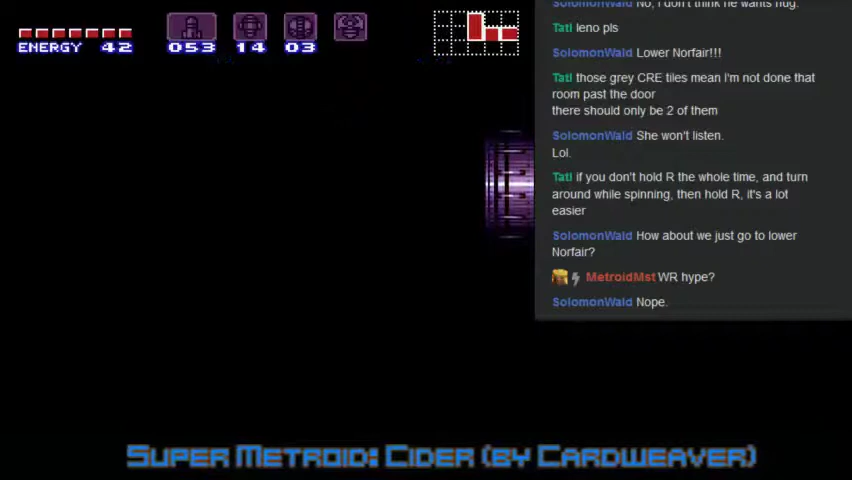 ENERGY 42
053 14 03
SolomonWald No, I don't think he wants hug.
Tatl leno pls
SolomonWald Lower Norfair!!!
Tatl those grey CRE tiles mean I'm not done that
room past the door
there should only be 2 of them
SolomonWald She won't listen.
Lol.
Tatl if you don't hold R the whole time, and turn
around while spinning, then hold R, it's a lot
easier
SolomonWald How about we just go to lower
Norfair?
MetroidMst WR hype?
SolomonWald Nope.
Super Metroid: Cider (by Cardweaver)